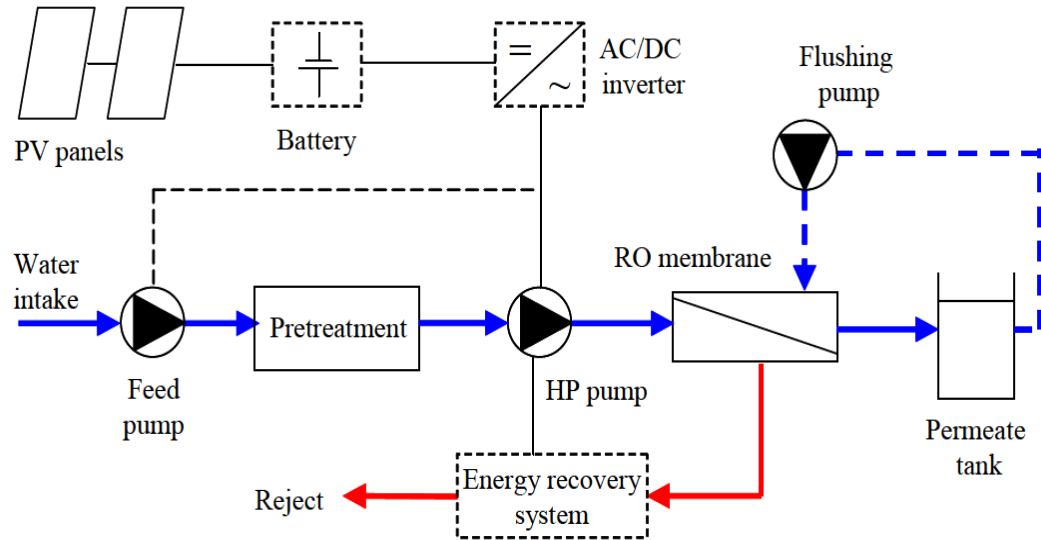 AC/DC
inverter
Flushing
pump
PV panels
Battery
Water
intake
RO membrane
Pretreatment
Feed
pump
HP pump
Permeate
tank
Energy recovery
system
Reject